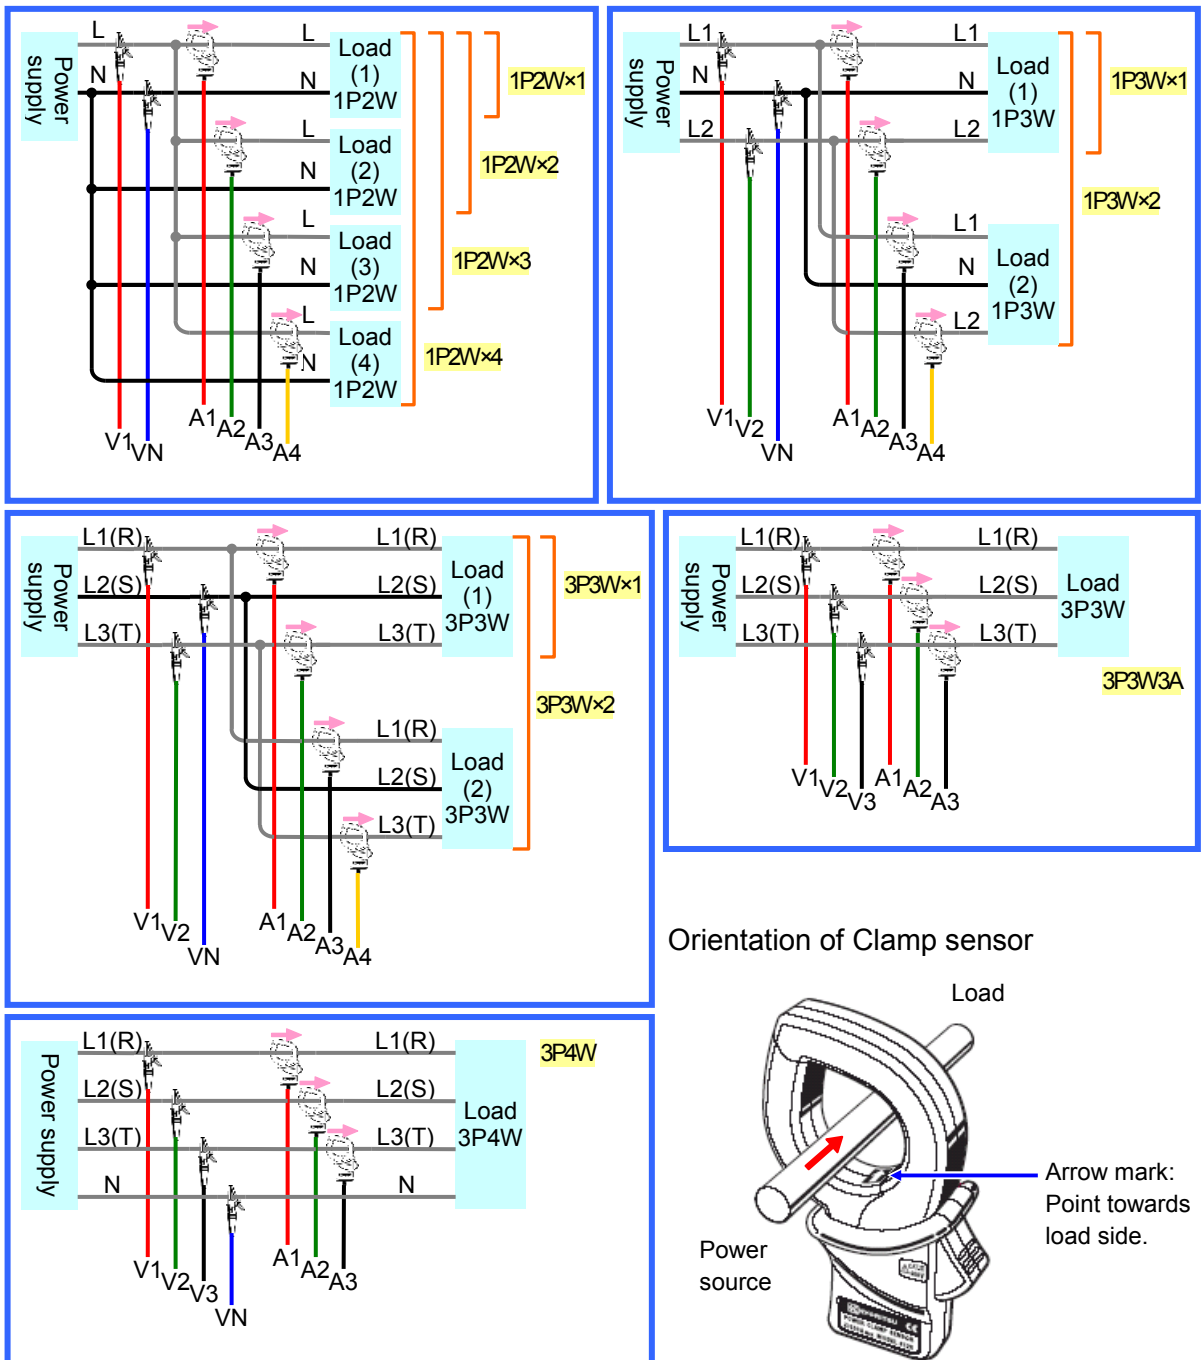 Power supply
L
L
N
N
Load
(1)
1P2W
L
N
Load
(2)
1P2W
L
N
Load
(3)
1P2W
L
N
Load
(4)
1P2W
1P2W×1
1P2W×2
1P2W×3
1P2W×4
V1
VN
A1
A2
A3
A4
Power supply
L1
L1
N
N
L2
L2
Load
(1)
1P3W
L1
N
L2
Load
(2)
1P3W
1P3W×1
1P3W×2
V1
V2
VN
A1
A2
A3
A4
Power supply
L1(R)
L1(R)
L2(S)
L2(S)
L3(T)
L3(T)
Load
(1)
3P3W
L1(R)
L2(S)
L3(T)
Load
(2)
3P3W
3P3W×1
3P3W×2
V1
V2
VN
A1
A2
A3
A4
Power supply
L1(R)
L1(R)
L2(S)
L3(T)
L3(T)
Load
3P3W
3P3W3A
V1
V2
V3
A1
A2
A3
Power supply
L1(R)
L1(R)
L2(S)
L2(S)
L3(T)
L3(T)
N
N
Load
3P4W
3P4W
V1
V2
V3
VN
A1
A2
A3
Orientation of Clamp sensor
Load
Arrow mark:
Point towards
load side.
Power
source
POWER CLAMP SENSOR